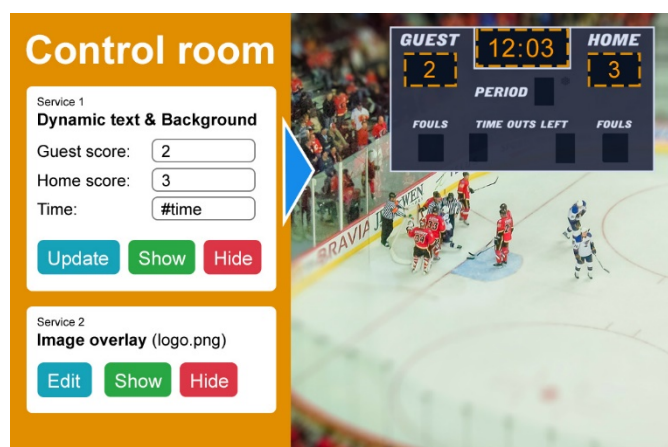 Control room
Service 1
Dynamic text & Background
Guest score: 2
Home score: 3
Time: #time
Update Show Hide
Service 2
Image overlay (logo.png)
Edit Show Hide
GUEST 12:03 HOME
2 3
PERIOD
FOULS TIME OUTS LEFT FOULS
BRAVIA